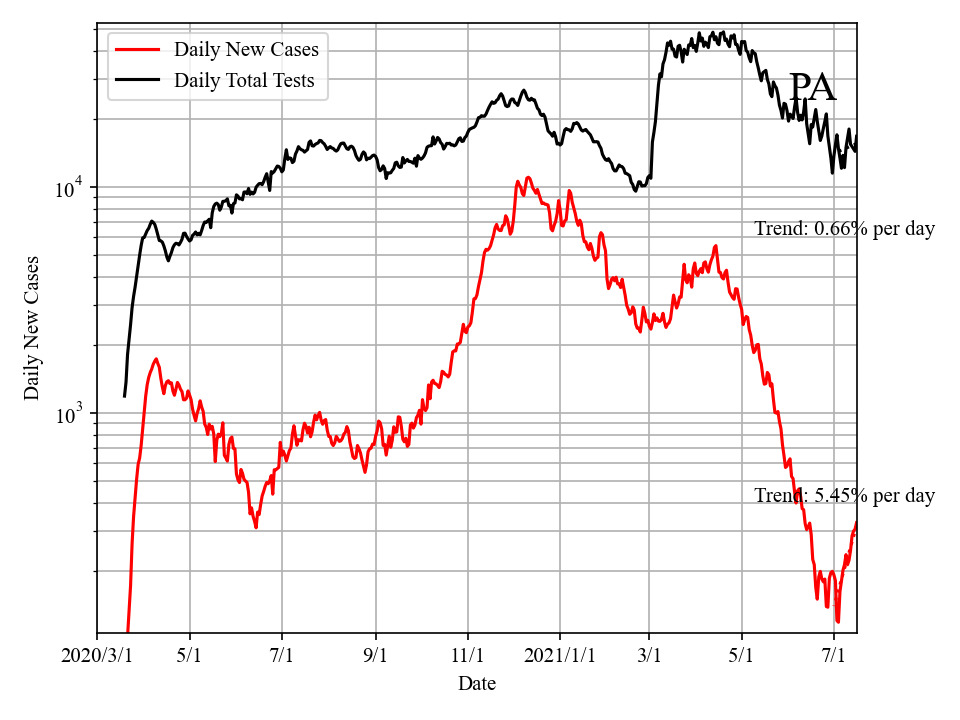 Daily New Cases
Daily Total Tests
PA
10^4
Trend: 0.66% per day
Daily New Cases
10^3
Trend: 5.45% per day
2020/3/1 5/1 7/1 9/1 11/1 2021/1/1 3/1 5/1 7/1
Date